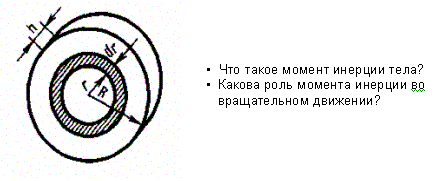 h
dr
r
R
• Что такое момент инерции тела?
• Какова роль момента инерции во
вращательном движении?